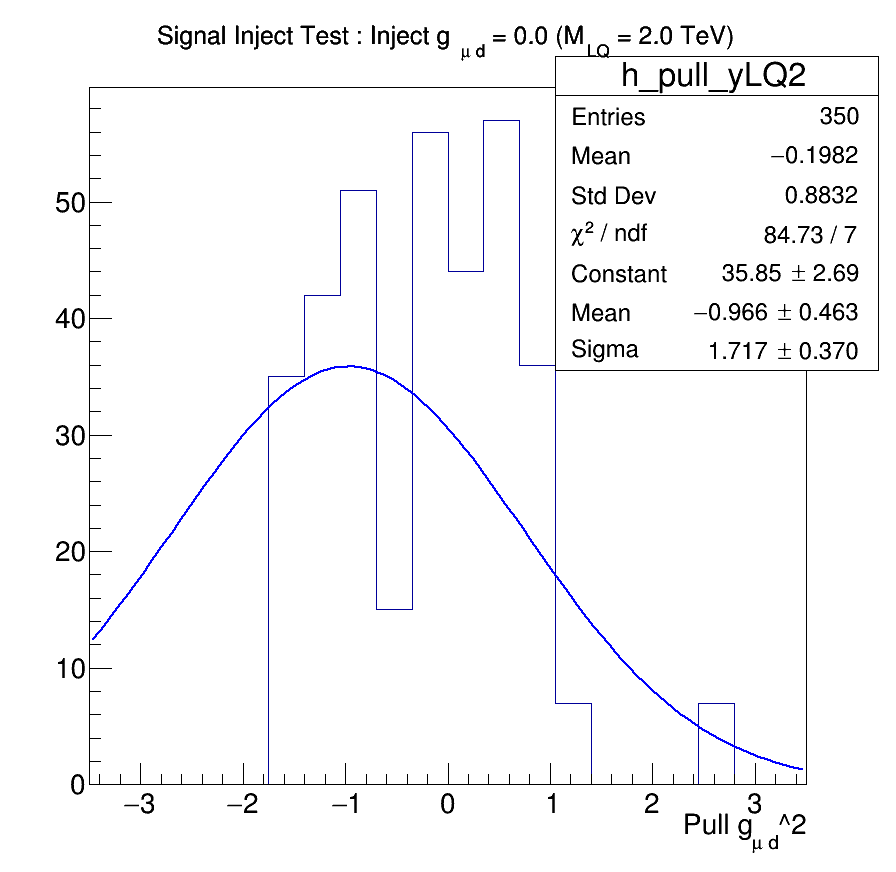 Signal Inject Test : Inject g μ d = 0.0 (M LQ = 2.0 TeV)
h_pull_yLQ2
Entries 350
Mean −0.1982
Std Dev 0.8832
χ² / ndf 84.73 / 7
Constant 35.85 ± 2.69
Mean −0.966 ± 0.463
Sigma 1.717 ± 0.370
50
40
30
20
10
0
−3 −2 −1 0 1 2 3
Pull g μ d ^2